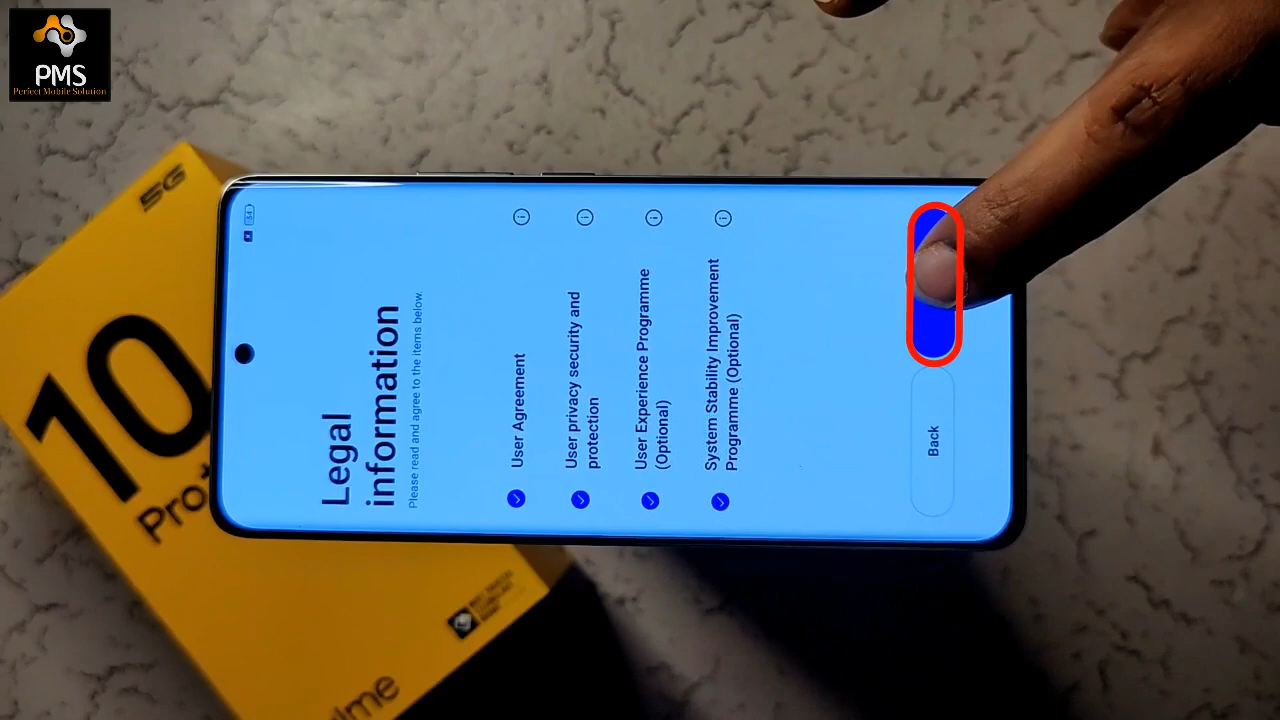 PMS
Perfect Mobile Solution
5G
10
Pro+
54
Legal
information
Please read and agree to the items below.
User Agreement
User privacy security and
protection
User Experience Programme
(Optional)
System Stability Improvement
Programme (Optional)
Back